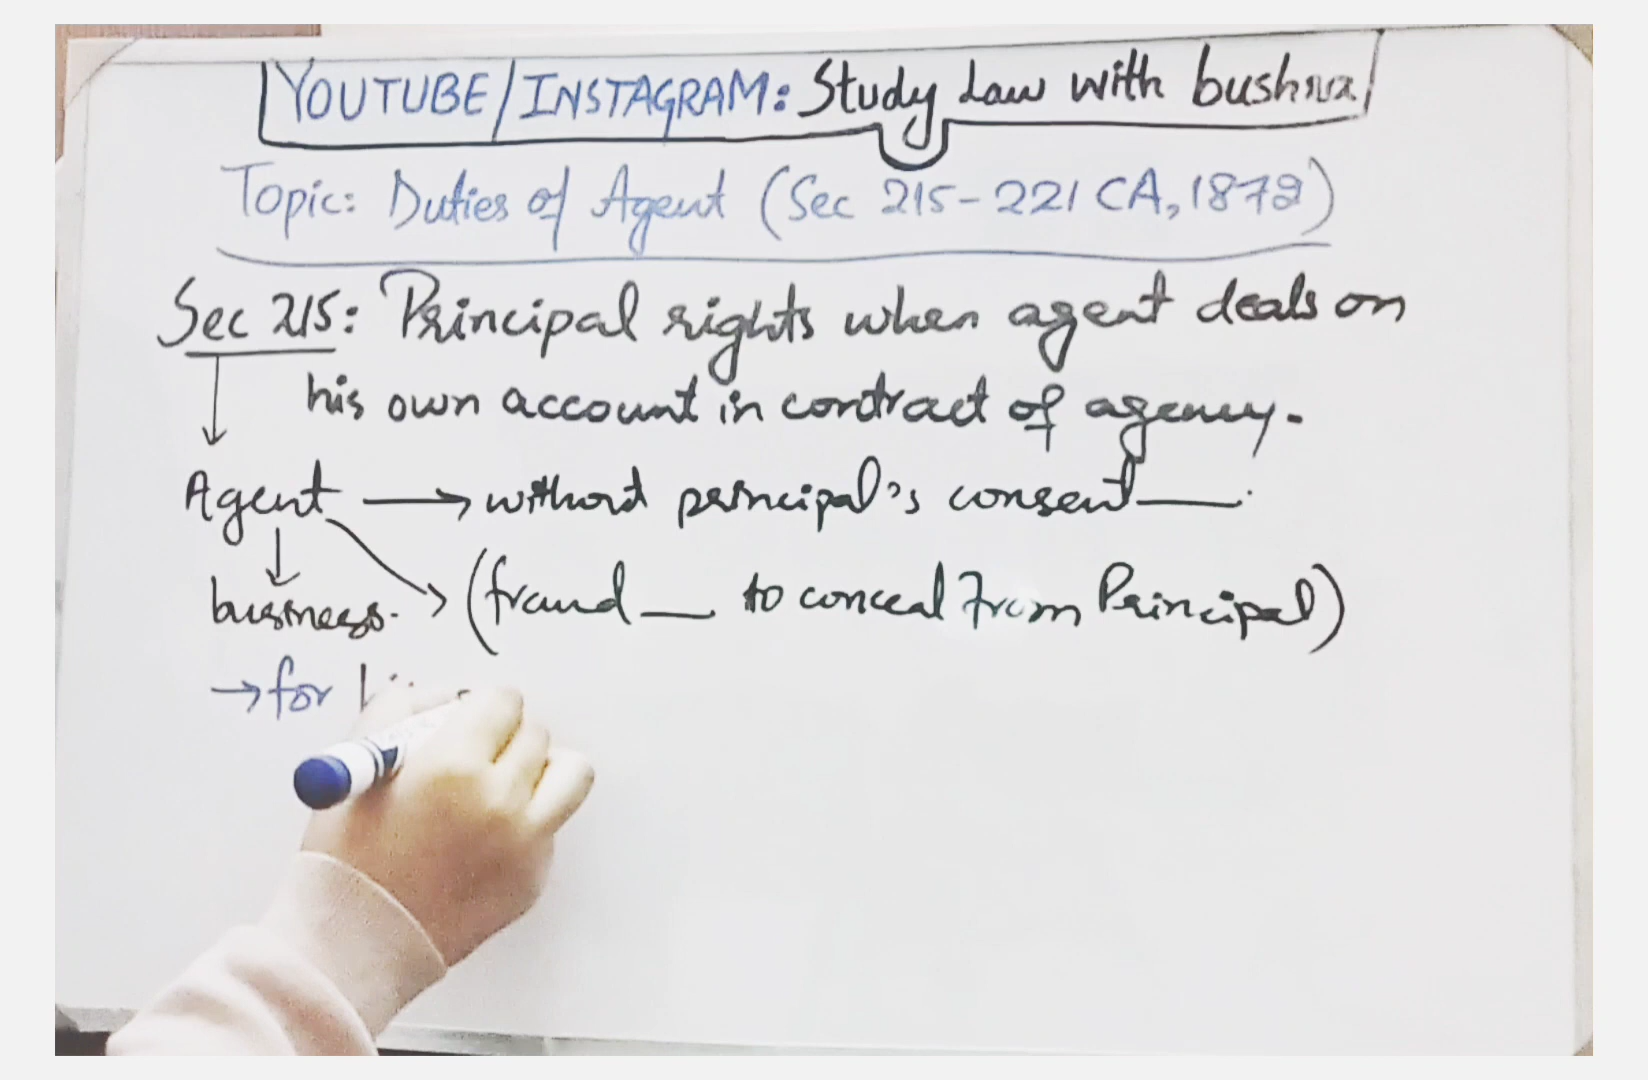 YOUTUBE/INSTAGRAM: Study Law with bushra
Topic: Duties of Agent (Sec 215-221 CA, 1872)
Sec 215: Principal rights when agent deals on
his own account in contract of agency.
Agent → without principal's consent —
business. → (fraud — to conceal from Principal)
→ for